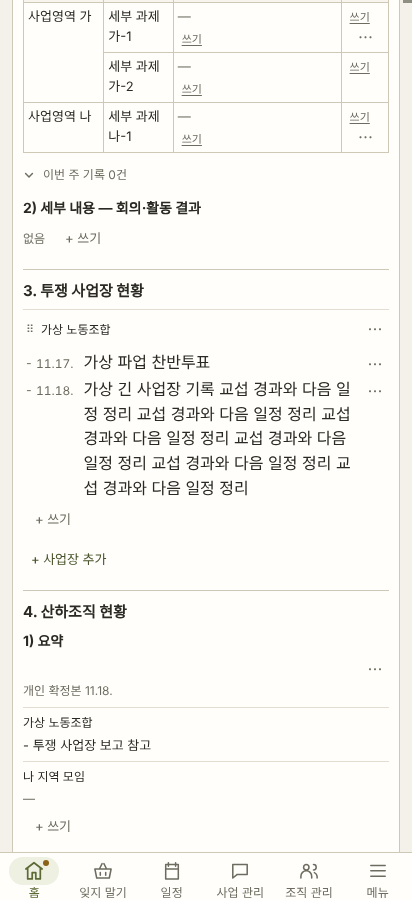 사업영역 가
세부 과제
가-1
—
쓰기
쓰기
···
세부 과제
가-2
—
쓰기
쓰기
사업영역 나
세부 과제
나-1
—
쓰기
쓰기
···
이번 주 기록 0건
2) 세부 내용 — 회의·활동 결과
없음 + 쓰기
3. 투쟁 사업장 현황
가상 노동조합 ···
- 11.17. 가상 파업 찬반투표 ···
- 11.18. 가상 긴 사업장 기록 교섭 경과와 다음 일 ···
정 정리 교섭 경과와 다음 일정 정리 교섭
경과와 다음 일정 정리 교섭 경과와 다음
일정 정리 교섭 경과와 다음 일정 정리 교
섭 경과와 다음 일정 정리
+ 쓰기
+ 사업장 추가
4. 산하조직 현황
1) 요약
···
개인 확정본 11.18.
가상 노동조합
- 투쟁 사업장 보고 참고
나 지역 모임
—
+ 쓰기
홈 잊지 말기 일정 사업 관리 조직 관리 메뉴